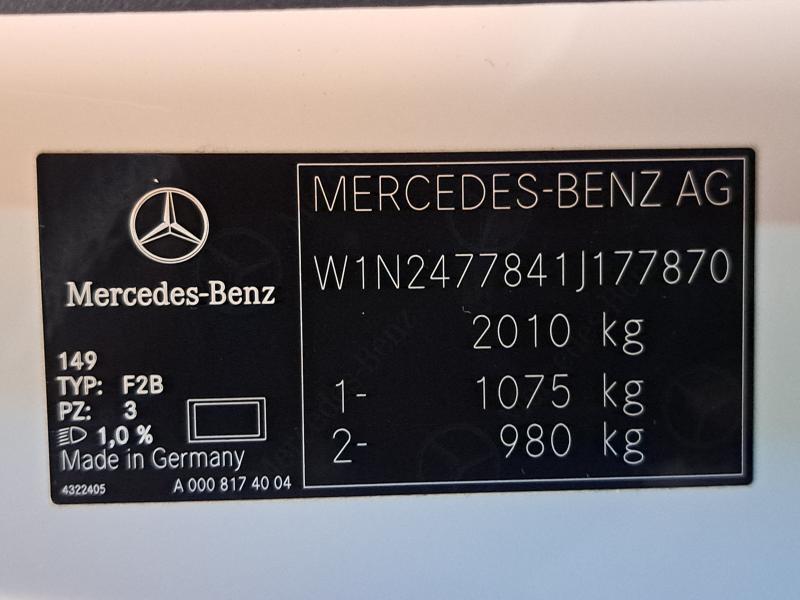 Mercedes-Benz
149
TYP: F2B
PZ: 3
1,0 %
Made in Germany
4322405 A 000 817 40 04
MERCEDES-BENZ AG
W1N2477841J177870
2010 kg
1- 1075 kg
2- 980 kg